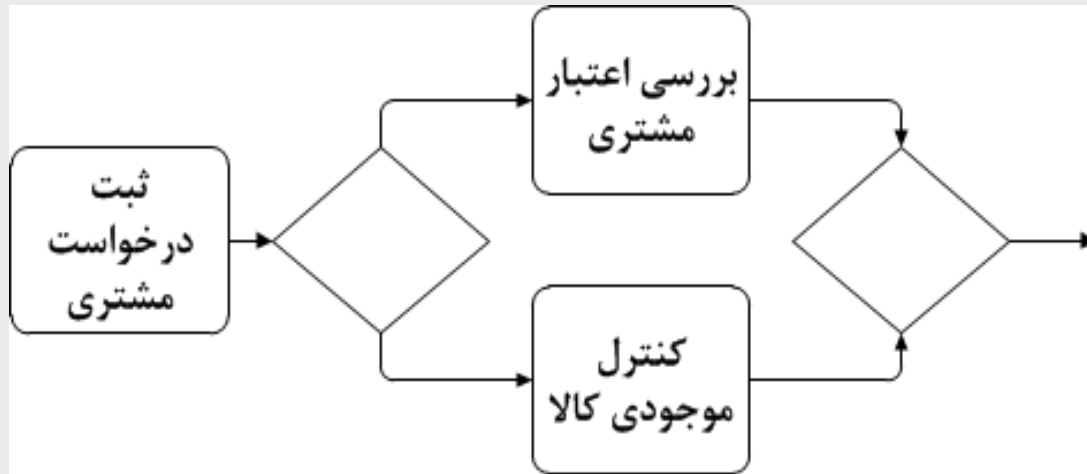 ثبت
درخواست
مشتری
بررسی اعتبار
مشتری
کنترل
موجودی کالا